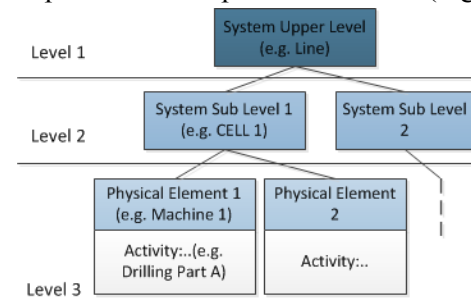 System Upper Level
(e.g. Line)
Level 1
System Sub Level 1
(e.g. CELL 1)
System Sub Level
2
Level 2
Physical Element 1
(e.g. Machine 1)
Physical Element
2
Activity:..(e.g.
Drilling Part A)
Activity:..
Level 3